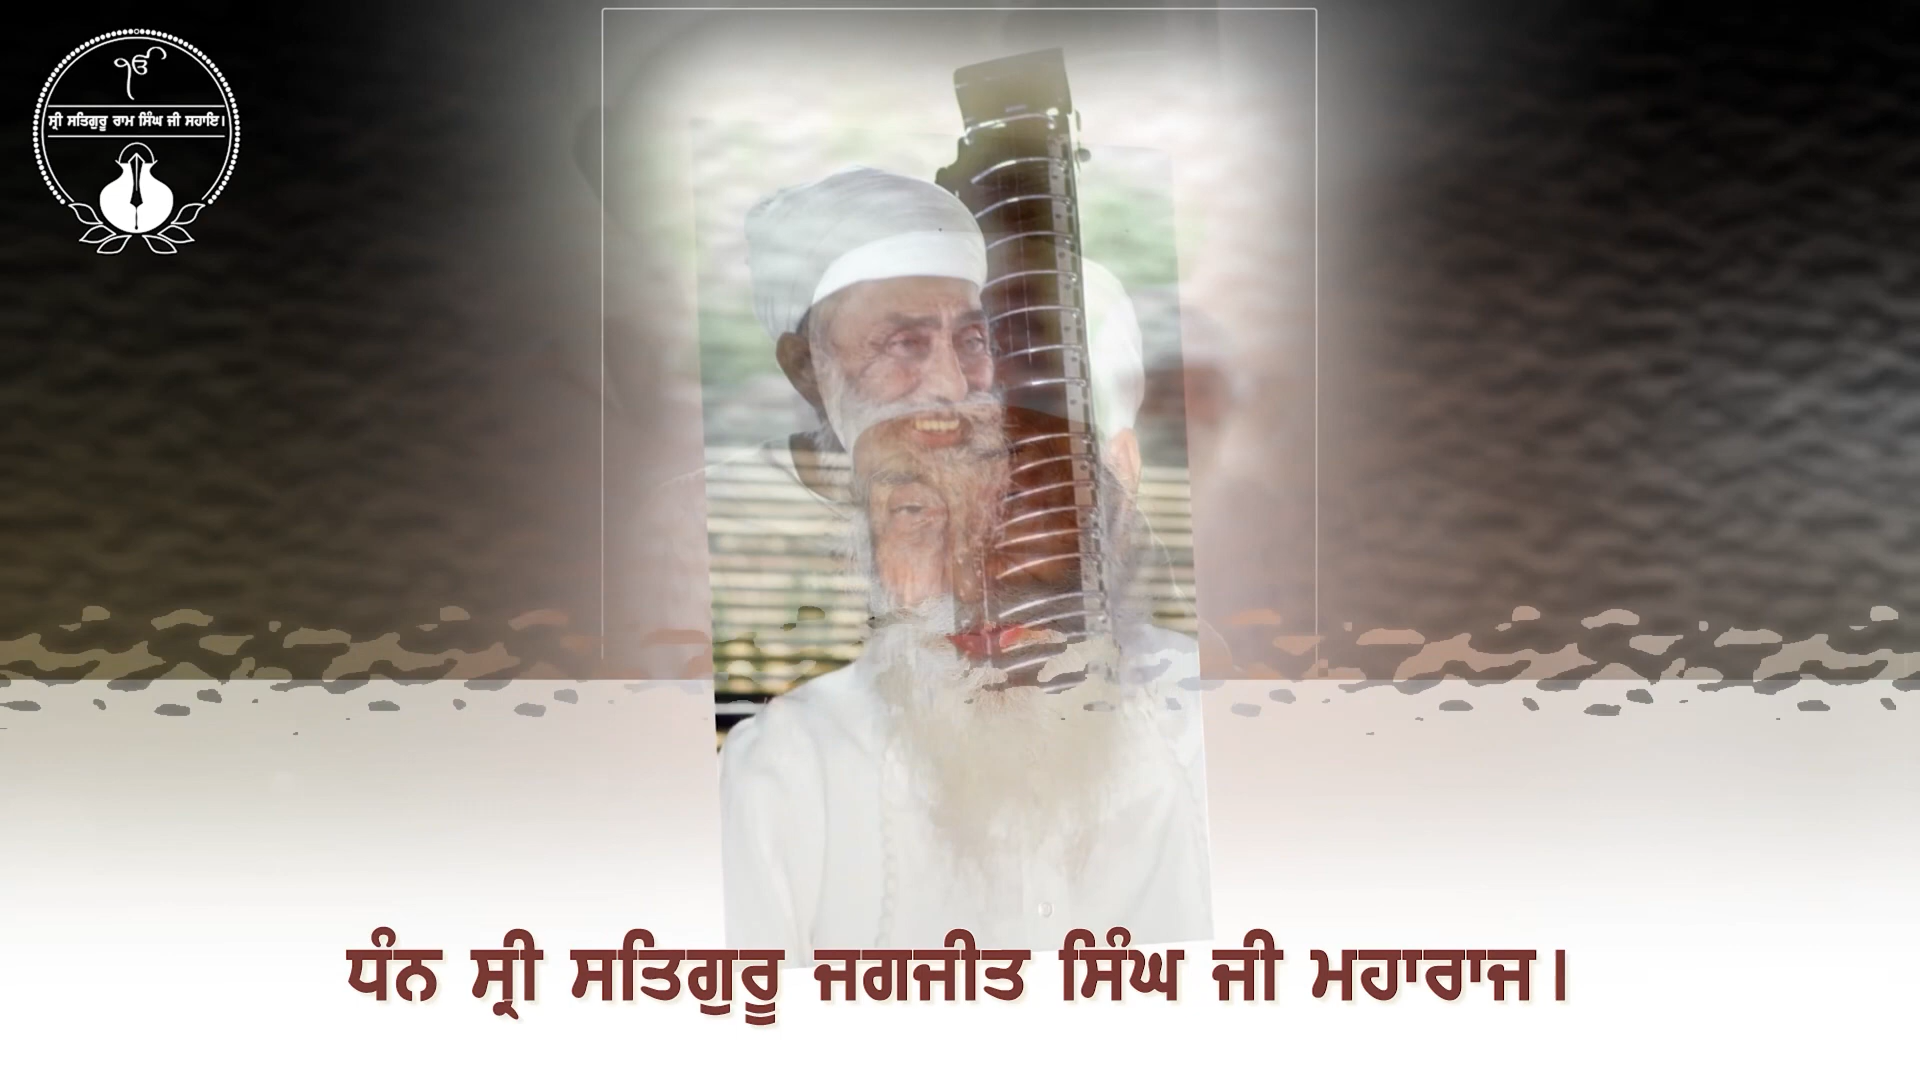 ੴ
ਸ੍ਰੀ ਸਤਿਗੁਰੂ ਰਾਮ ਸਿੰਘ ਜੀ ਸਹਾਇ।
ਧੰਨ ਸ੍ਰੀ ਸਤਿਗੁਰੂ ਜਗਜੀਤ ਸਿੰਘ ਜੀ ਮਹਾਰਾਜ।